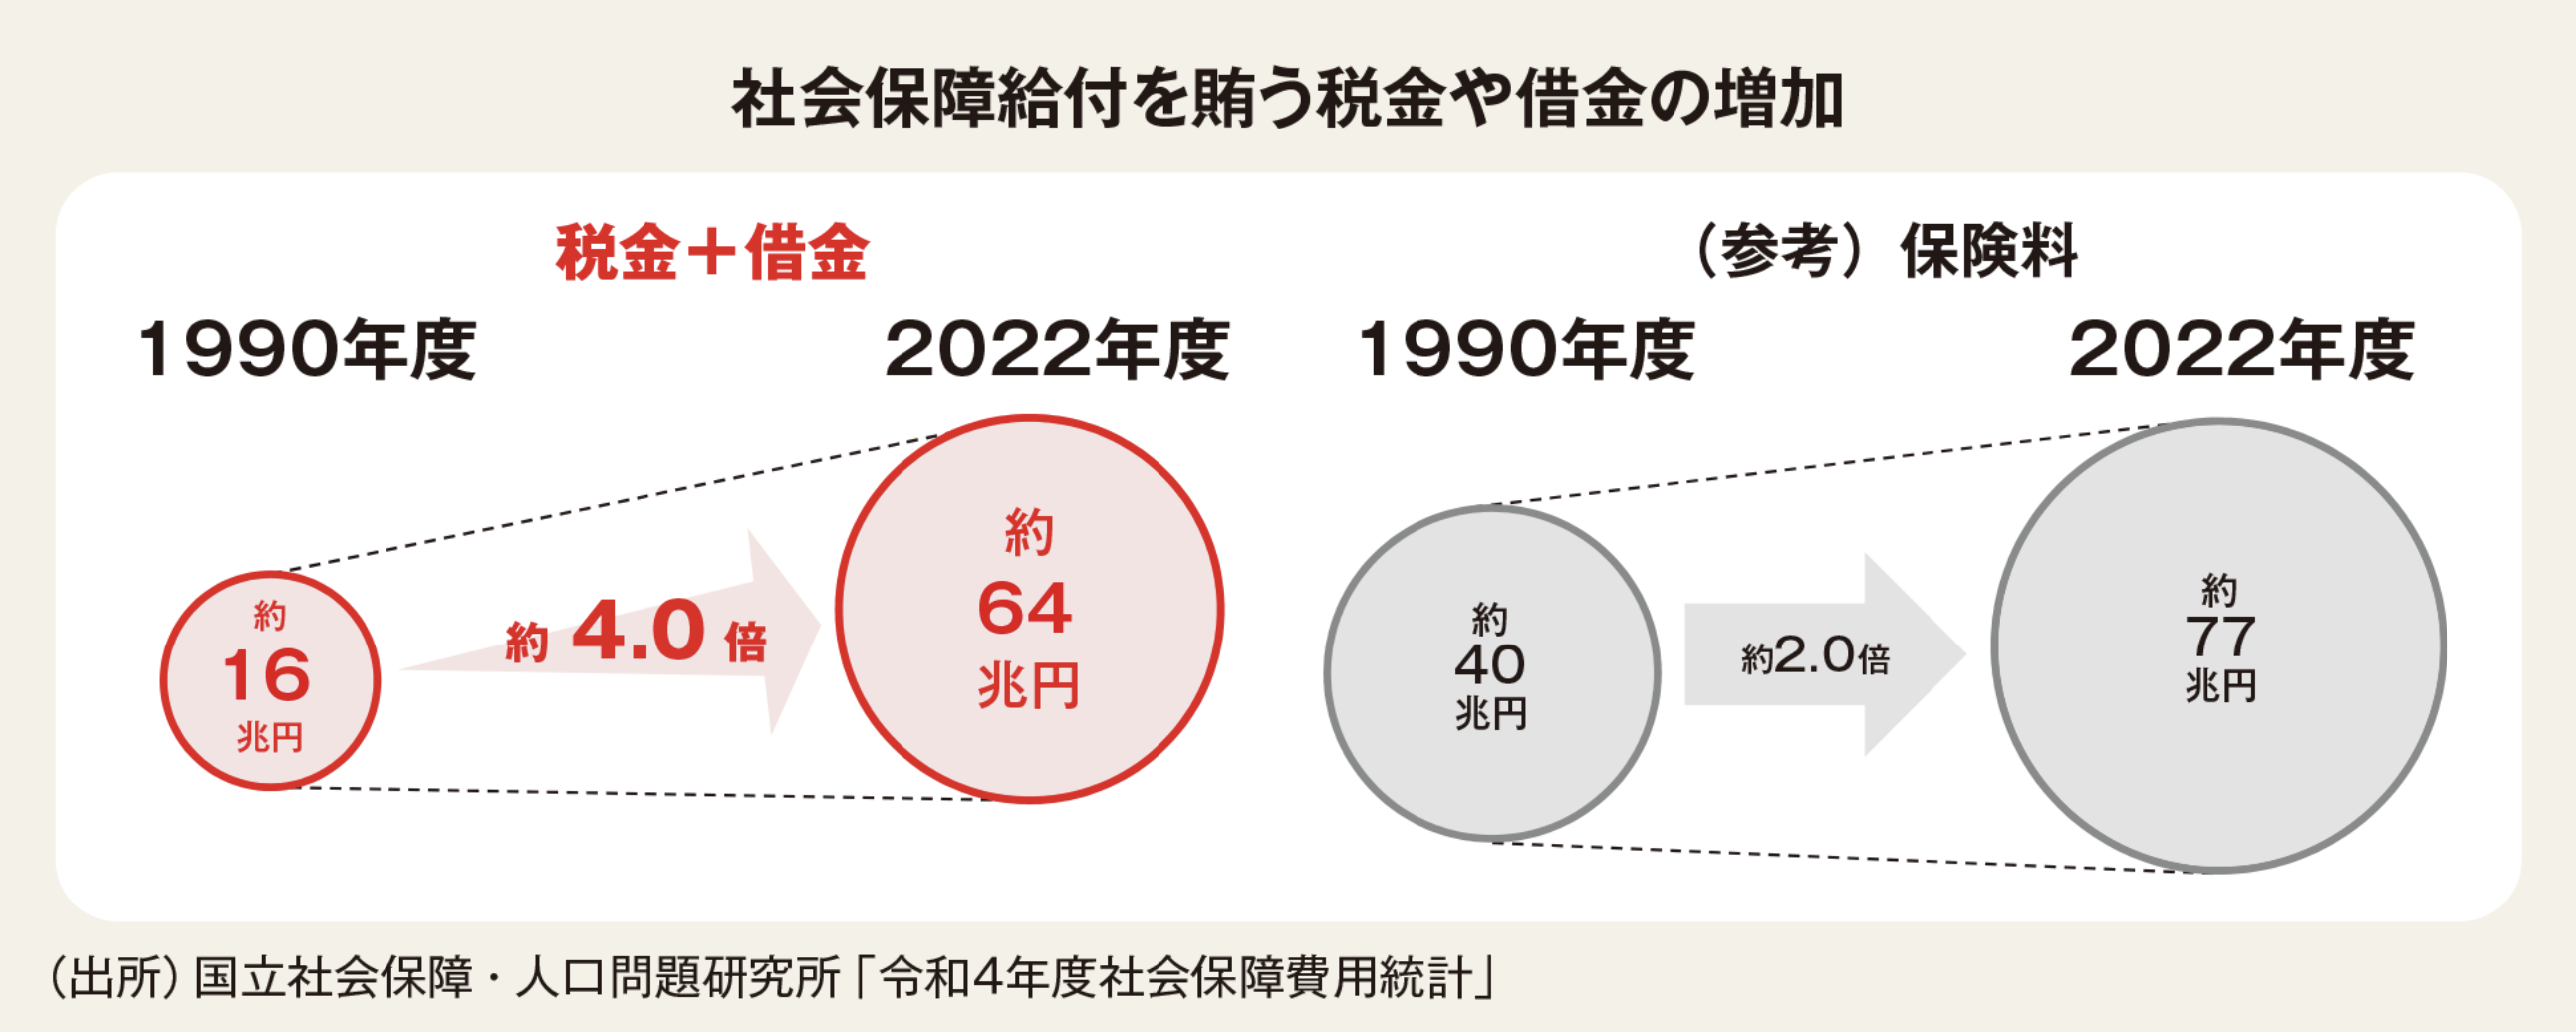 社会保障給付を賄う税金や借金の増加
税金＋借金
1990年度
2022年度
約
16
兆円
約 4.0 倍
約
64
兆円
（参考）保険料
1990年度
2022年度
約
40
兆円
約2.0倍
約
77
兆円
（出所）国立社会保障・人口問題研究所「令和4年度社会保障費用統計」